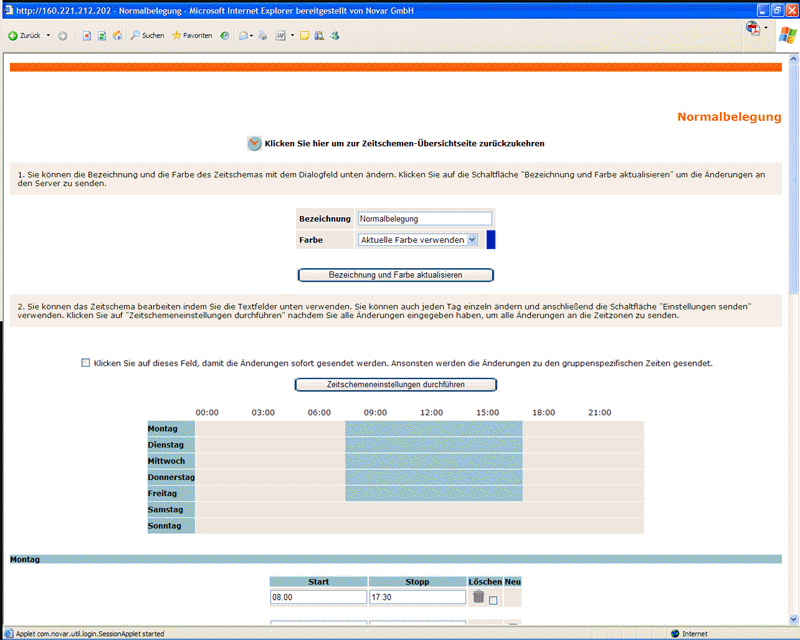 http://160.221.212.202 - Normalbelegung - Microsoft Internet Explorer bereitgestellt von Novar GmbH
Zurück Suchen Favoriten
Normalbelegung
Klicken Sie hier um zur Zeitschemen-Übersichtseite zurückzukehren
1. Sie können die Bezeichnung und die Farbe des Zeitschemas mit dem Dialogfeld unten ändern. Klicken Sie auf die Schaltfläche "Bezeichnung und Farbe aktualisieren" um die Änderungen an
den Server zu senden.
Bezeichnung Normalbelegung
Farbe Aktuelle Farbe verwenden
Bezeichnung und Farbe aktualisieren
2. Sie können das Zeitschema bearbeiten indem Sie die Textfelder unten verwenden. Sie können auch jeden Tag einzeln ändern und anschließend die Schaltfläche "Einstellungen senden"
verwenden. Klicken Sie auf "Zeitschemeneinstellungen durchführen" nachdem Sie alle Änderungen eingegeben haben, um alle Änderungen an die Zeitzonen zu senden.
Klicken Sie auf dieses Feld, damit die Änderungen sofort gesendet werden. Ansonsten werden die Änderungen zu den gruppenspezifischen Zeiten gesendet.
Zeitschemeneinstellungen durchführen
00:00 03:00 06:00 09:00 12:00 15:00 18:00 21:00
Montag
Dienstag
Mittwoch
Donnerstag
Freitag
Samstag
Sonntag
Montag
Start Stopp Löschen Neu
08:00 17:30
Applet com.novar.util.login.SessionApplet started Internet